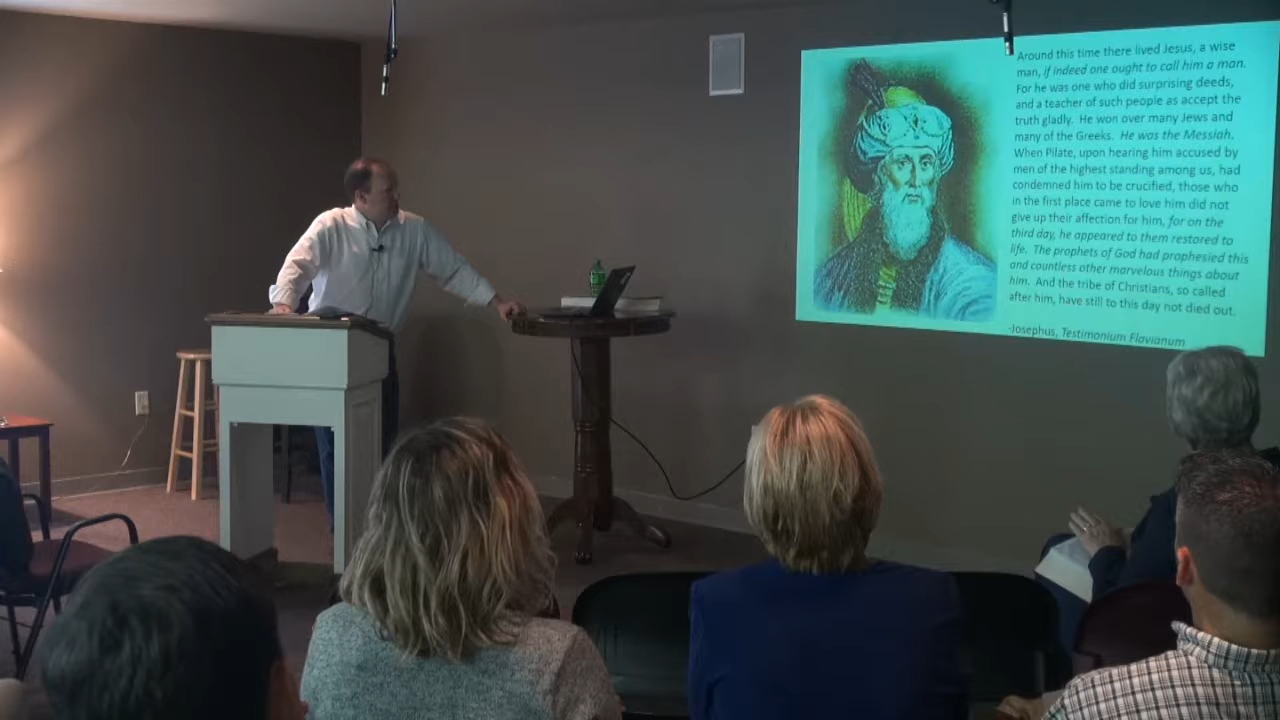 Around this time there lived Jesus, a wise
man, if indeed one ought to call him a man.
For he was one who did surprising deeds,
and a teacher of such people as accept the
truth gladly. He won over many Jews and
many of the Greeks. He was the Messiah.
When Pilate, upon hearing him accused by
men of the highest standing among us, had
condemned him to be crucified, those who
in the first place came to love him did not
give up their affection for him, for on the
third day, he appeared to them restored to
life. The prophets of God had prophesied this
and countless other marvelous things about
him. And the tribe of Christians, so called
after him, have still to this day not died out.
-Josephus, Testimonium Flavianum